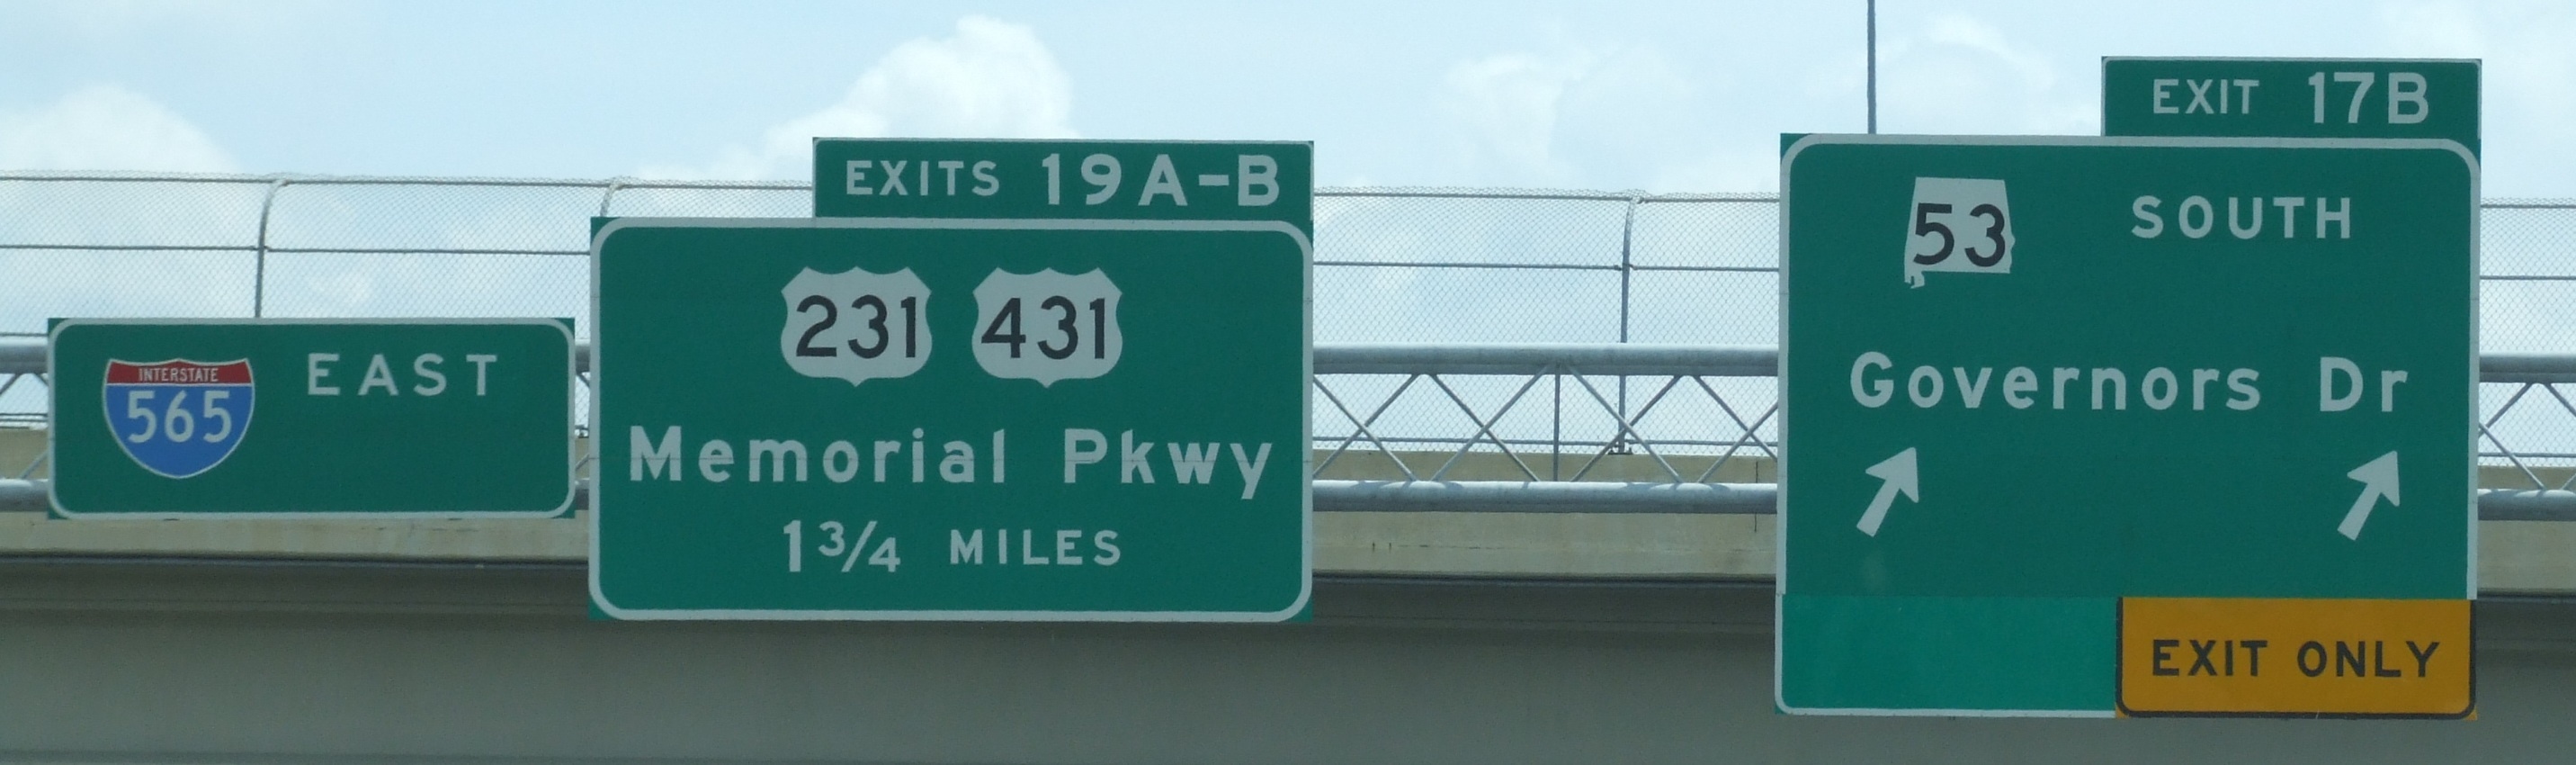 INTERSTATE
565
EAST
EXITS 19A-B
231 431
Memorial Pkwy
1 3/4 MILES
EXIT 17B
53 SOUTH
Governors Dr
EXIT ONLY